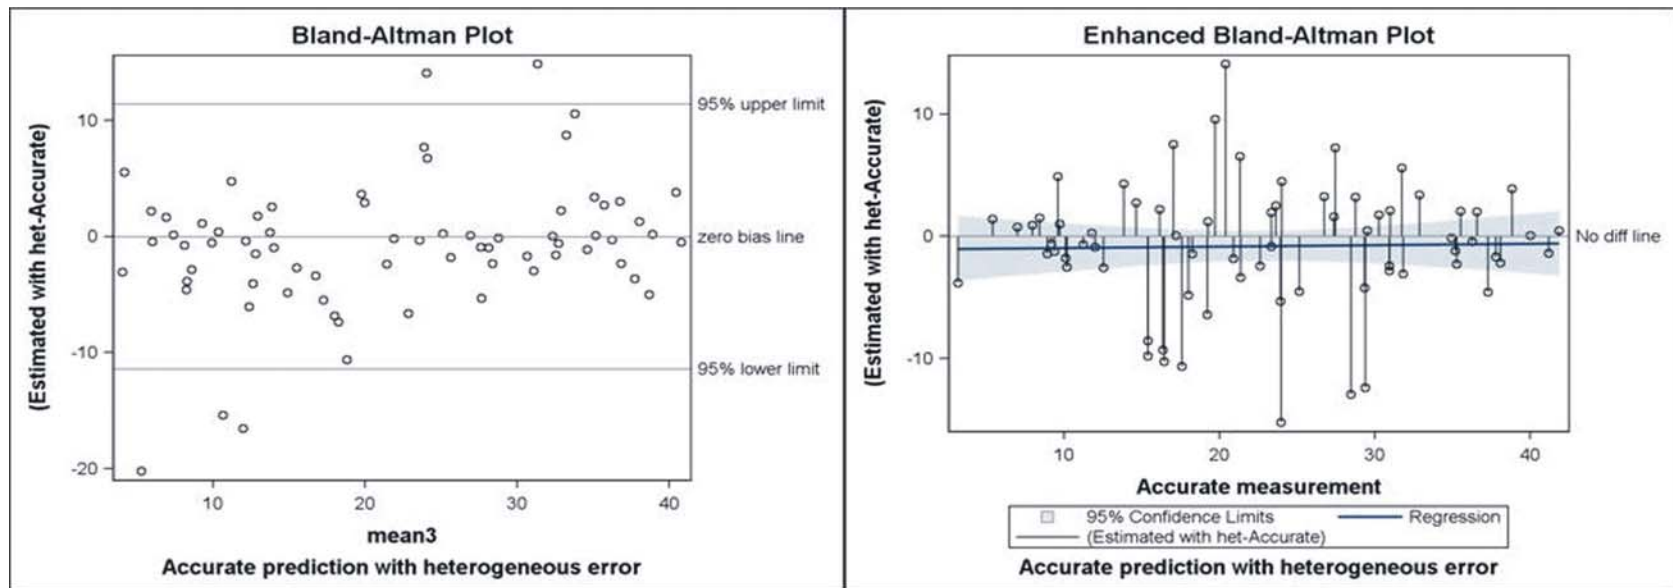 Bland-Altman Plot
(Estimated with het-Accurate)
10
0
-10
-20
95% upper limit
zero bias line
95% lower limit
10 20 30 40
mean3
Accurate prediction with heterogeneous error
Enhanced Bland-Altman Plot
(Estimated with het-Accurate)
10
0
-10
No diff line
10 20 30 40
Accurate measurement
95% Confidence Limits Regression
(Estimated with het-Accurate)
Accurate prediction with heterogeneous error